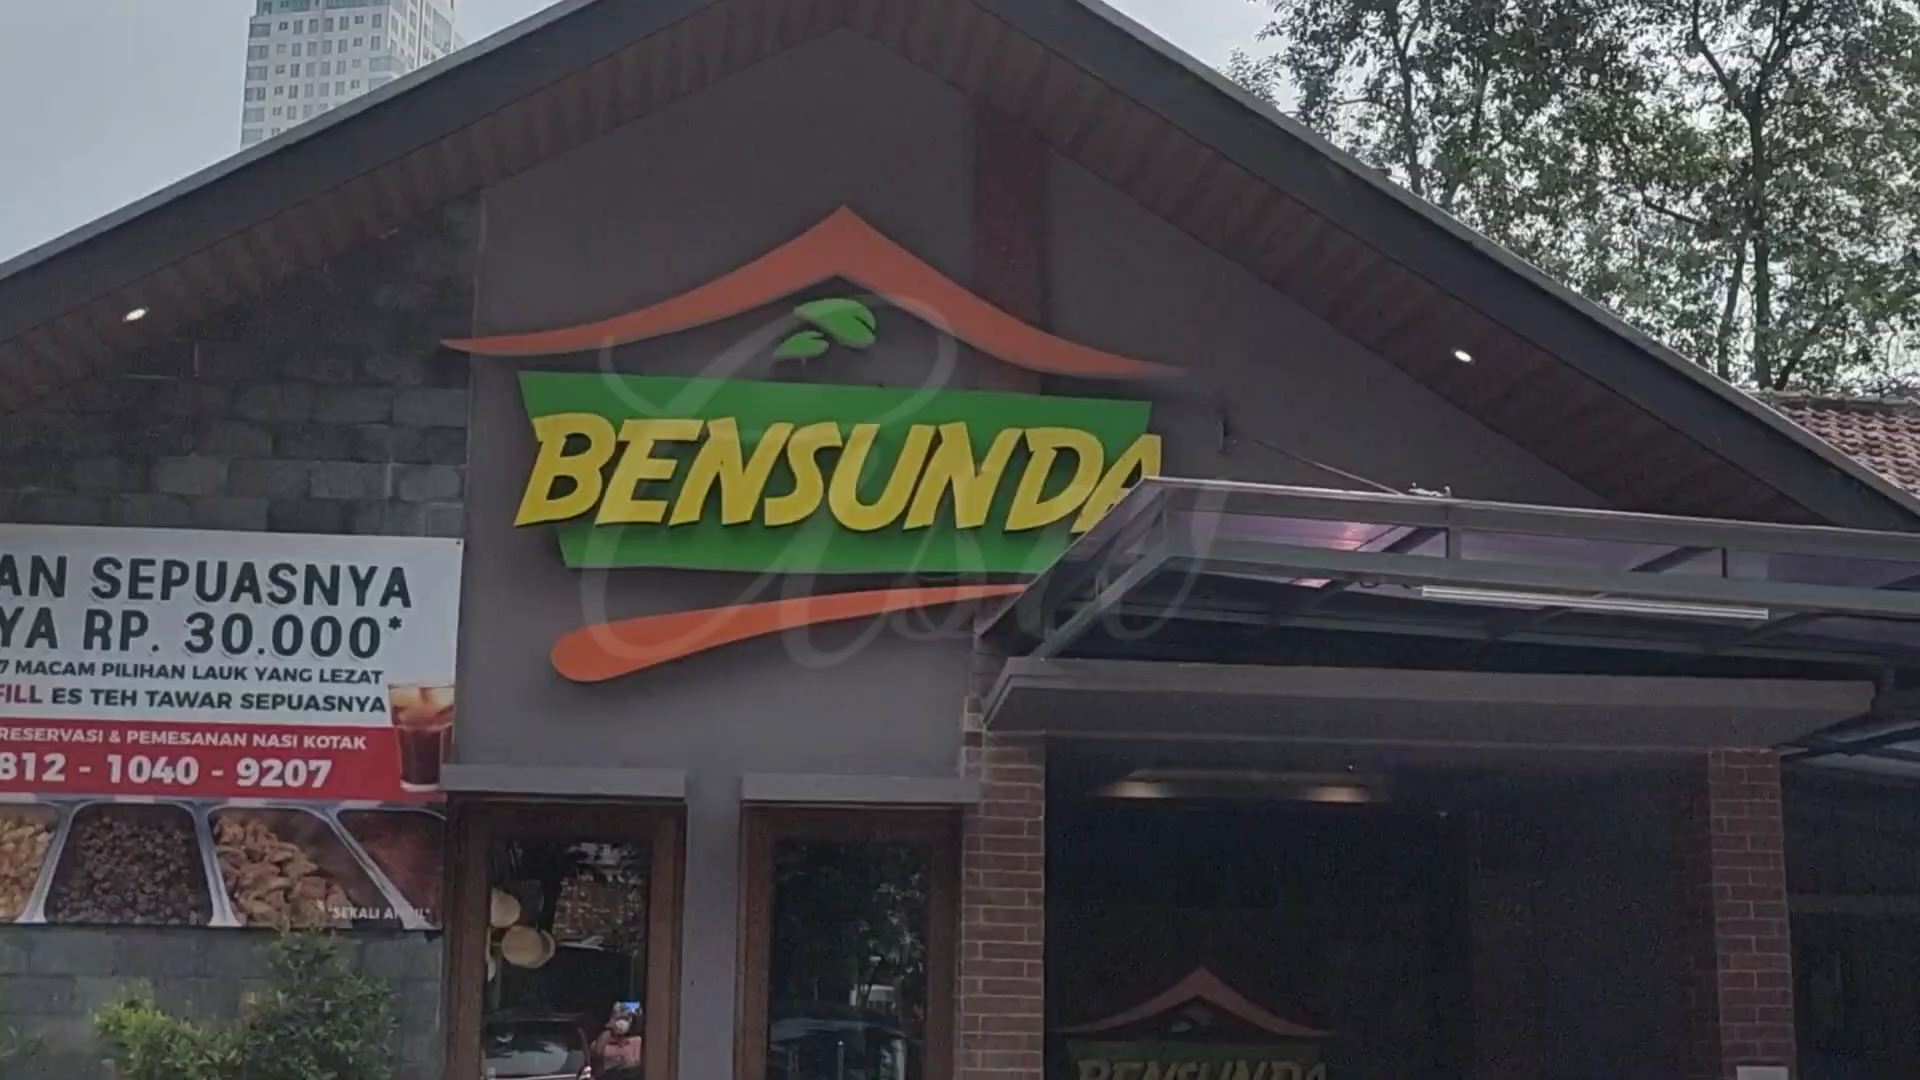 BENSUNDA
AN SEPUASNYA
YA RP. 30.000*
7 MACAM PILIHAN LAUK YANG LEZAT
FILL ES TEH TAWAR SEPUASNYA
RESERVASI & PEMESANAN NASI KOTAK
812 - 1040 - 9207
*SEKALI
BENSUNDA